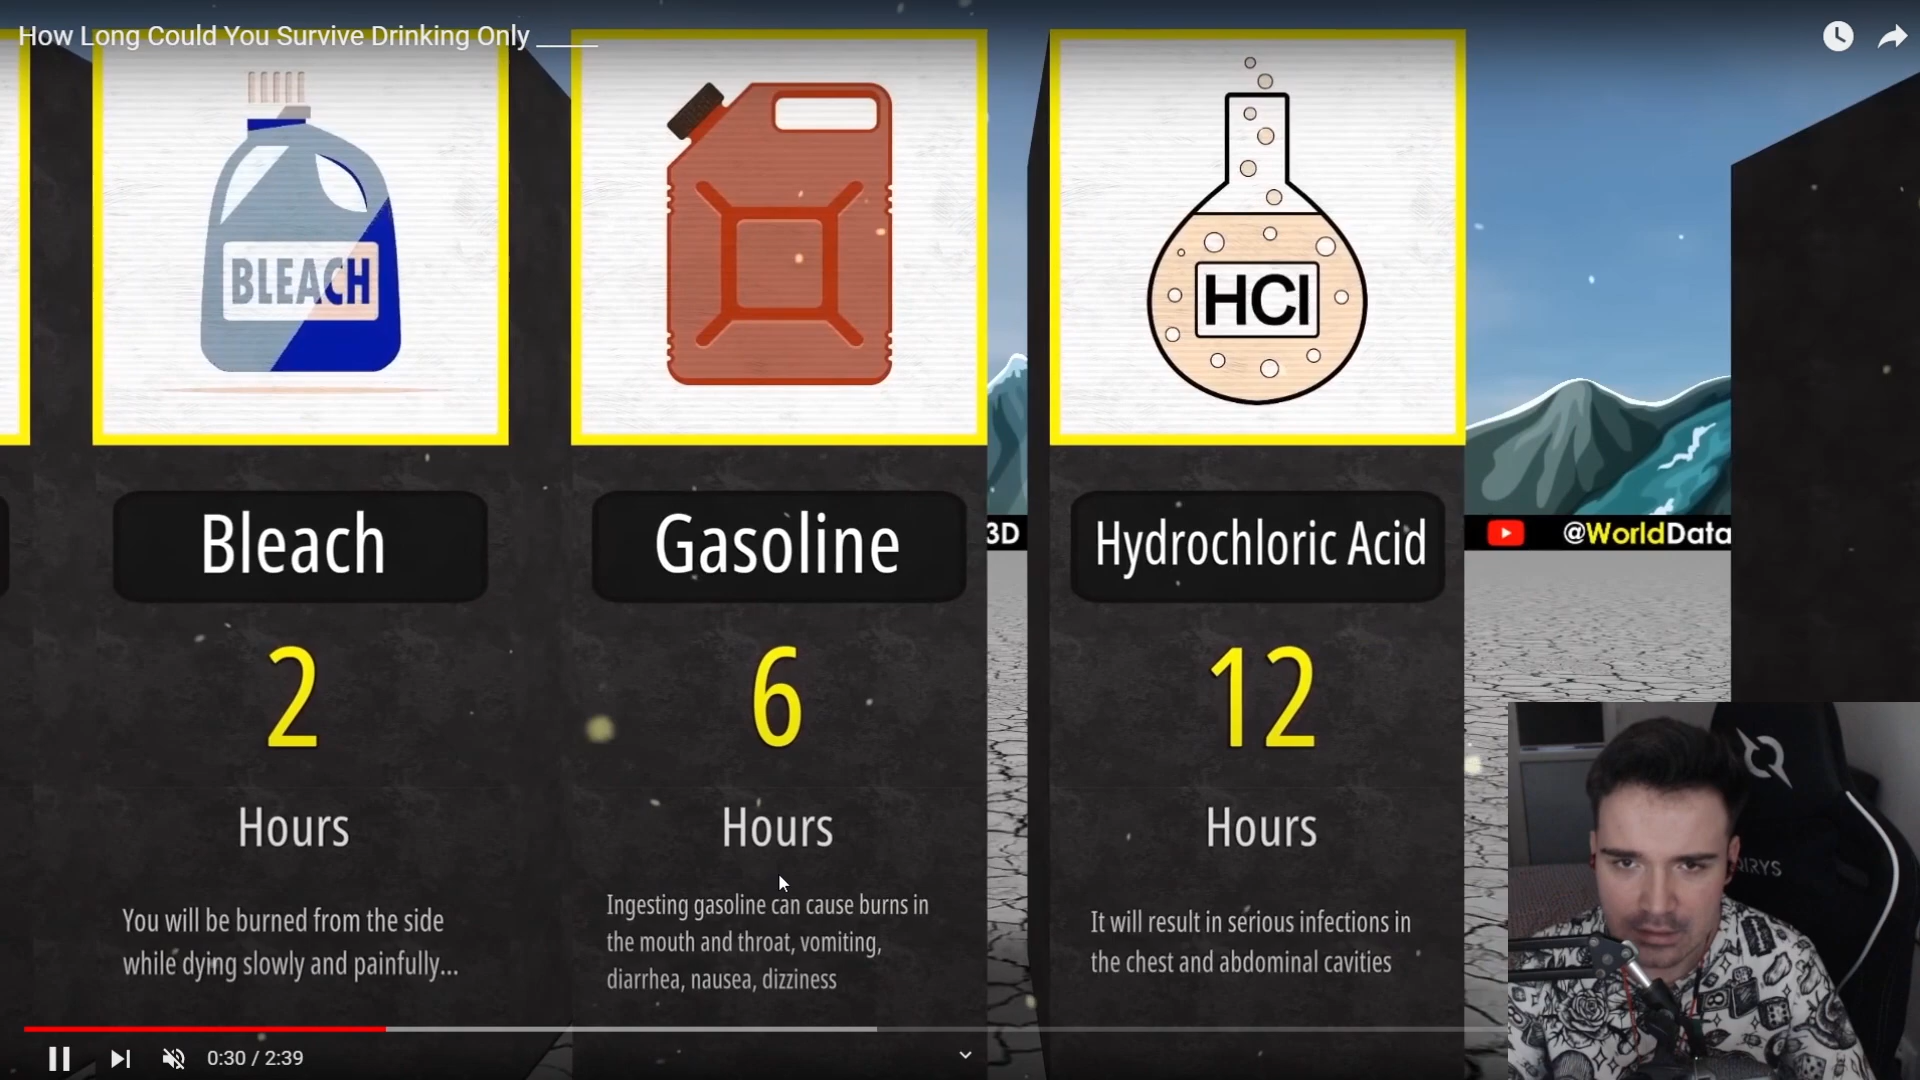 How Long Could You Survive Drinking Only _____
BLEACH
HCl
Bleach
Gasoline
Hydrochloric Acid
3D
@WorldData
2
6
12
Hours
Hours
Hours
You will be burned from the side
while dying slowly and painfully...
Ingesting gasoline can cause burns in
the mouth and throat, vomiting,
diarrhea, nausea, dizziness
It will result in serious infections in
the chest and abdominal cavities
0:30 / 2:39